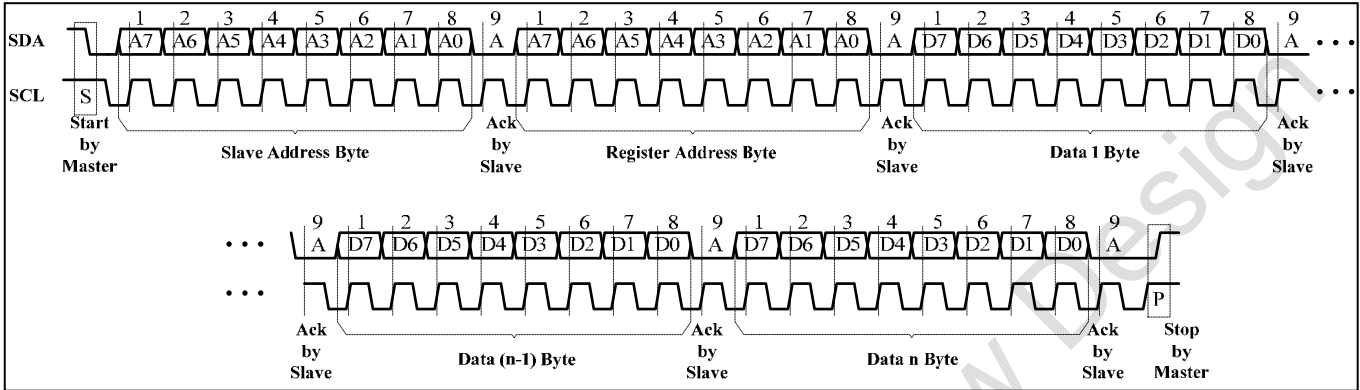 1 2 3 4 5 6 7 8 9 1 2 3 4 5 6 7 8 9 1 2 3 4 5 6 7 8 9
SDA A7 A6 A5 A4 A3 A2 A1 A0 A A7 A6 A5 A4 A3 A2 A1 A0 A D7 D6 D5 D4 D3 D2 D1 D0 A
SCL S
Start by Master
Slave Address Byte
Ack by Slave
Register Address Byte
Ack by Slave
Data 1 Byte
Ack by Slave
9 1 2 3 4 5 6 7 8 9 1 2 3 4 5 6 7 8 9
A D7 D6 D5 D4 D3 D2 D1 D0 A D7 D6 D5 D4 D3 D2 D1 D0 A
P
Ack by Slave
Data (n-1) Byte
Ack by Slave
Data n Byte
Ack by Slave
Stop by Master
w Design